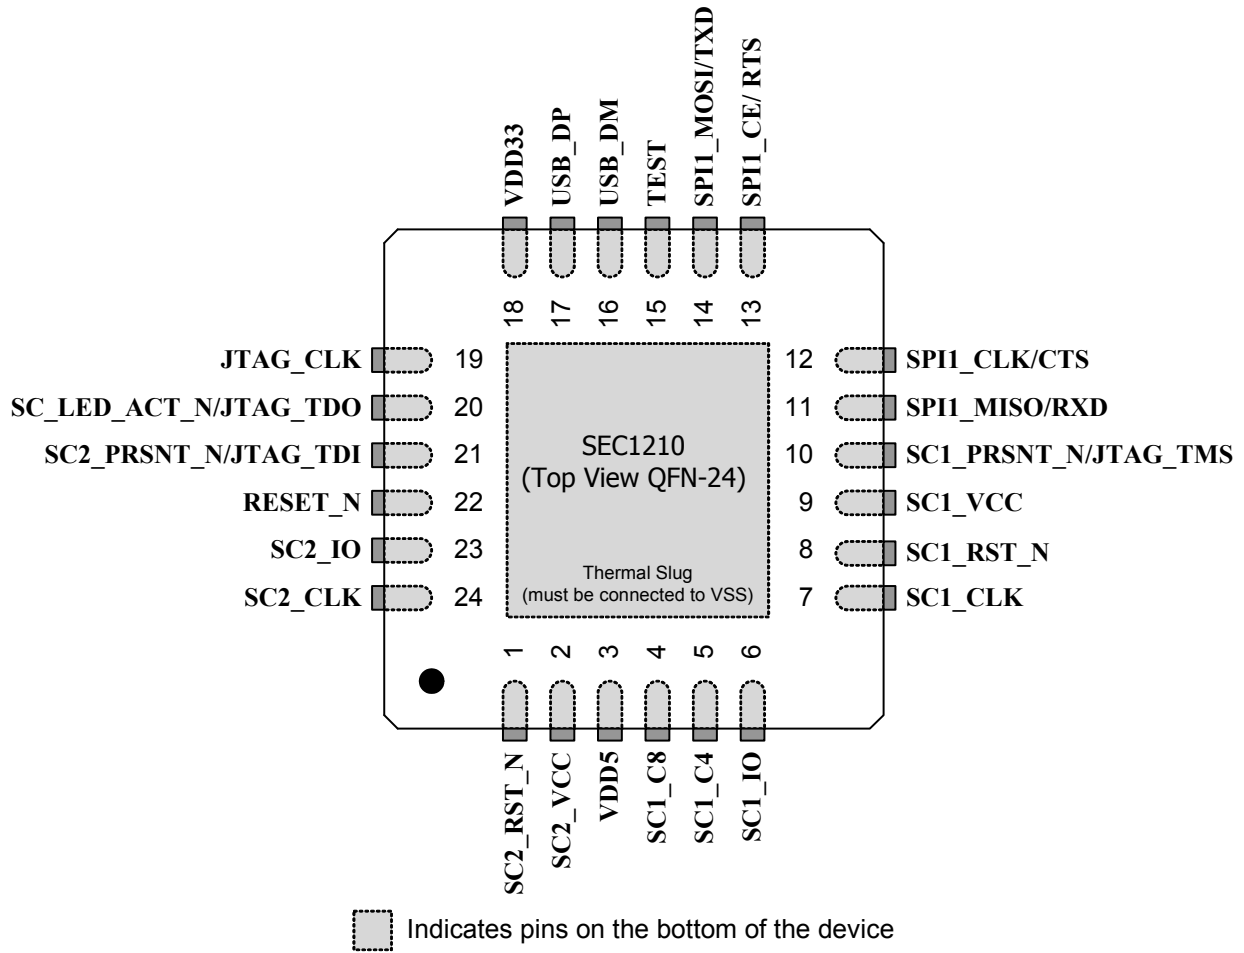 VDD33
USB_DP
USB_DM
TEST
SPI1_MOSI/TXD
SPI1_CE/ RTS
18
17
16
15
14
13
JTAG_CLK
19
SC_LED_ACT_N/JTAG_TDO
20
SC2_PRSNT_N/JTAG_TDI
21
RESET_N
22
SC2_IO
23
SC2_CLK
24
SEC1210
(Top View QFN-24)
Thermal Slug
(must be connected to VSS)
12
SPI1_CLK/CTS
11
SPI1_MISO/RXD
10
SC1_PRSNT_N/JTAG_TMS
9
SC1_VCC
8
SC1_RST_N
7
SC1_CLK
1
2
3
4
5
6
SC2_RST_N
SC2_VCC
VDD5
SC1_C8
SC1_C4
SC1_IO
Indicates pins on the bottom of the device